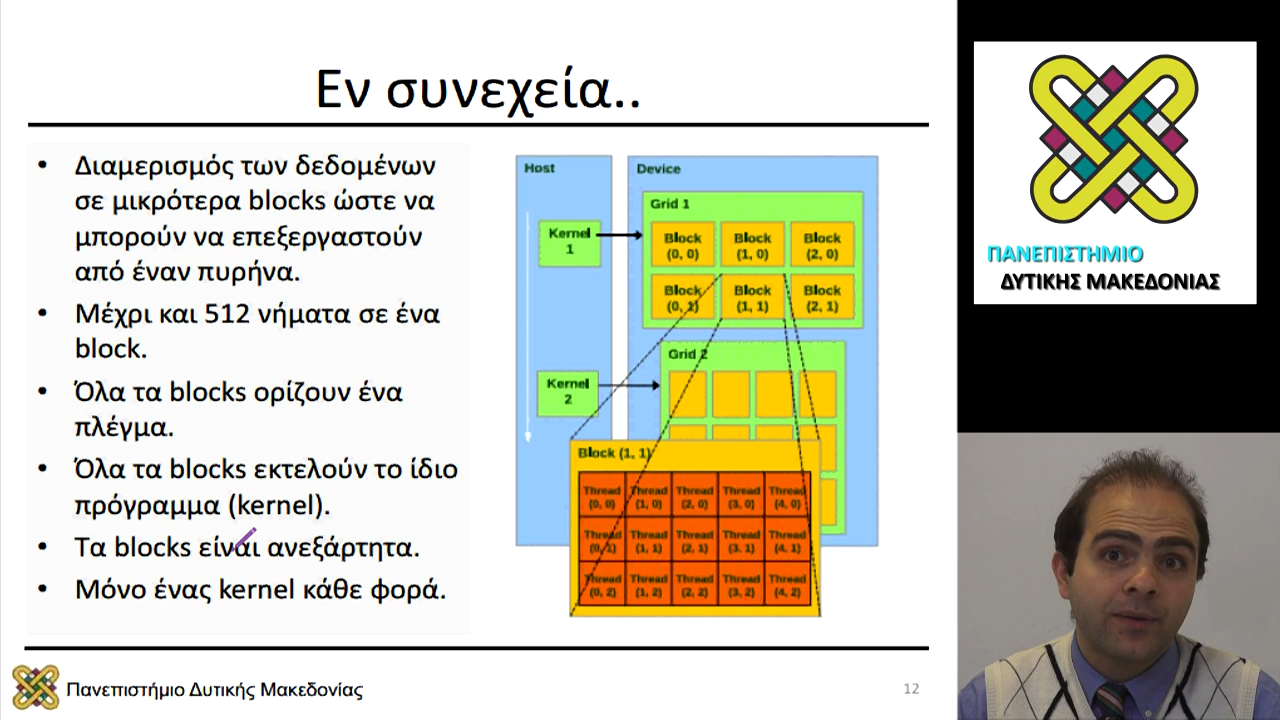 Εν συνεχεία..
• Διαμερισμός των δεδομένων
σε μικρότερα blocks ώστε να
μπορούν να επεξεργαστούν
από έναν πυρήνα.
• Μέχρι και 512 νήματα σε ένα
block.
• Όλα τα blocks ορίζουν ένα
πλέγμα.
• Όλα τα blocks εκτελούν το ίδιο
πρόγραμμα (kernel).
• Τα blocks είναι ανεξάρτητα.
• Μόνο ένας kernel κάθε φορά.
Host
Kernel
1
Kernel
2
Device
Grid 1
Block Block Block
(0, 0) (1, 0) (2, 0)
Block Block Block
(0, 1) (1, 1) (2, 1)
Grid 2
Block (1, 1)
Thread Thread Thread Thread Thread
(0, 0) (1, 0) (2, 0) (3, 0) (4, 0)
Thread Thread Thread Thread Thread
(0, 1) (1, 1) (2, 1) (3, 1) (4, 1)
Thread Thread Thread Thread Thread
(0, 2) (1, 2) (2, 2) (3, 2) (4, 2)
Πανεπιστήμιο Δυτικής Μακεδονίας
12
ΠΑΝΕΠΙΣΤΗΜΙΟ
ΔΥΤΙΚΗΣ ΜΑΚΕΔΟΝΙΑΣ